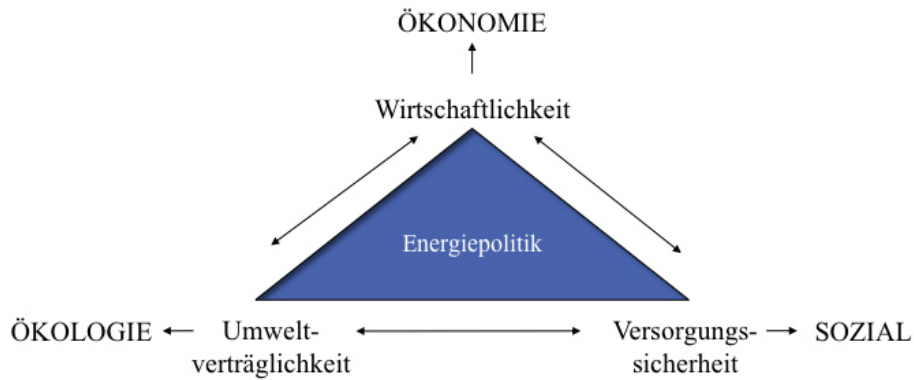 ÖKONOMIE
Wirtschaftlichkeit
Energiepolitik
ÖKOLOGIE
Umwelt-
verträglichkeit
Versorgungs-
sicherheit
SOZIAL